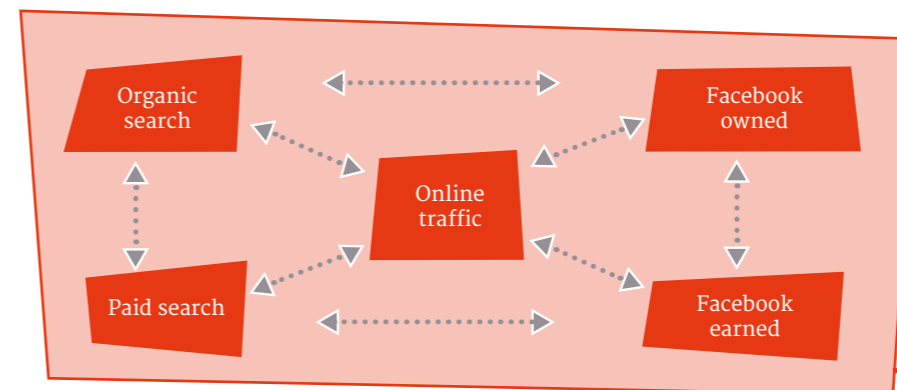 Organic
search
Facebook
owned
Online
traffic
Paid search
Facebook
earned